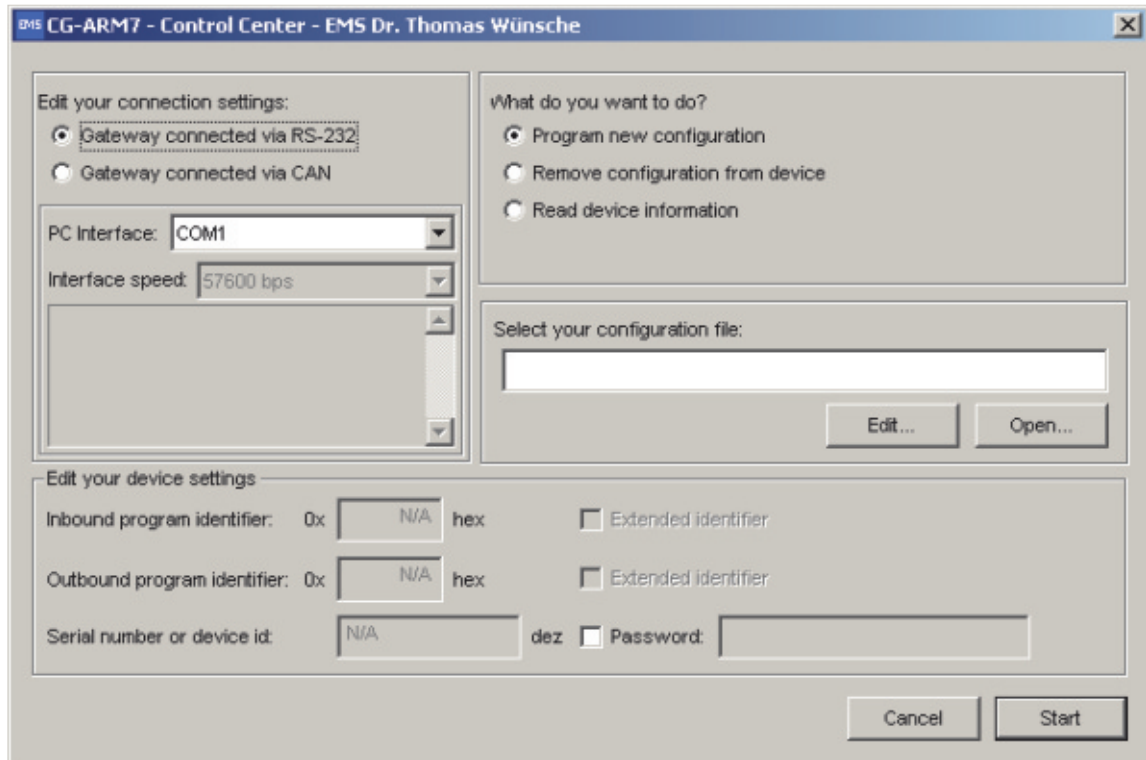 EMS CG-ARM7 - Control Center - EMS Dr. Thomas Wünsche
Edit your connection settings:
Gateway connected via RS-232
Gateway connected via CAN
PC Interface: COM1
Interface speed: 57600 bps
What do you want to do?
Program new configuration
Remove configuration from device
Read device information
Select your configuration file:
Edit... Open...
Edit your device settings
Inbound program identifier: 0x N/A hex Extended identifier
Outbound program identifier: 0x N/A hex Extended identifier
Serial number or device id: N/A dez Password:
Cancel Start